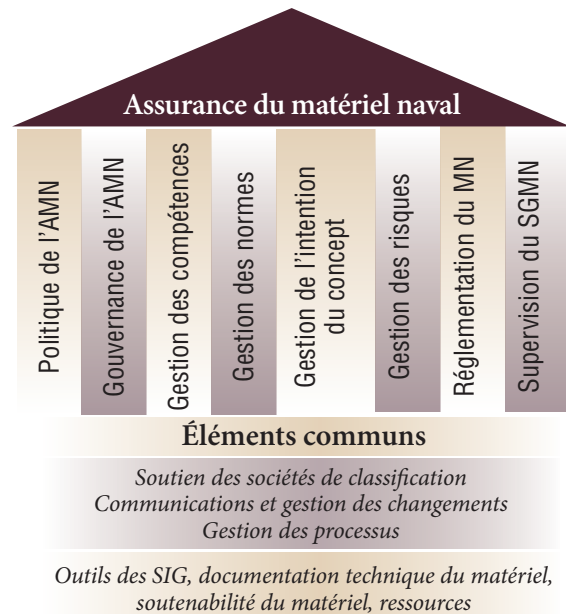 Assurance du matériel naval
Politique de l'AMN
Gouvernance de l'AMN
Gestion des compétences
Gestion des normes
Gestion de l'intention
du concept
Gestion des risques
Réglementation du MN
Supervision du SGMN
Éléments communs
Soutien des sociétés de classification
Communications et gestion des changements
Gestion des processus
Outils des SIG, documentation technique du matériel,
soutenabilité du matériel, ressources